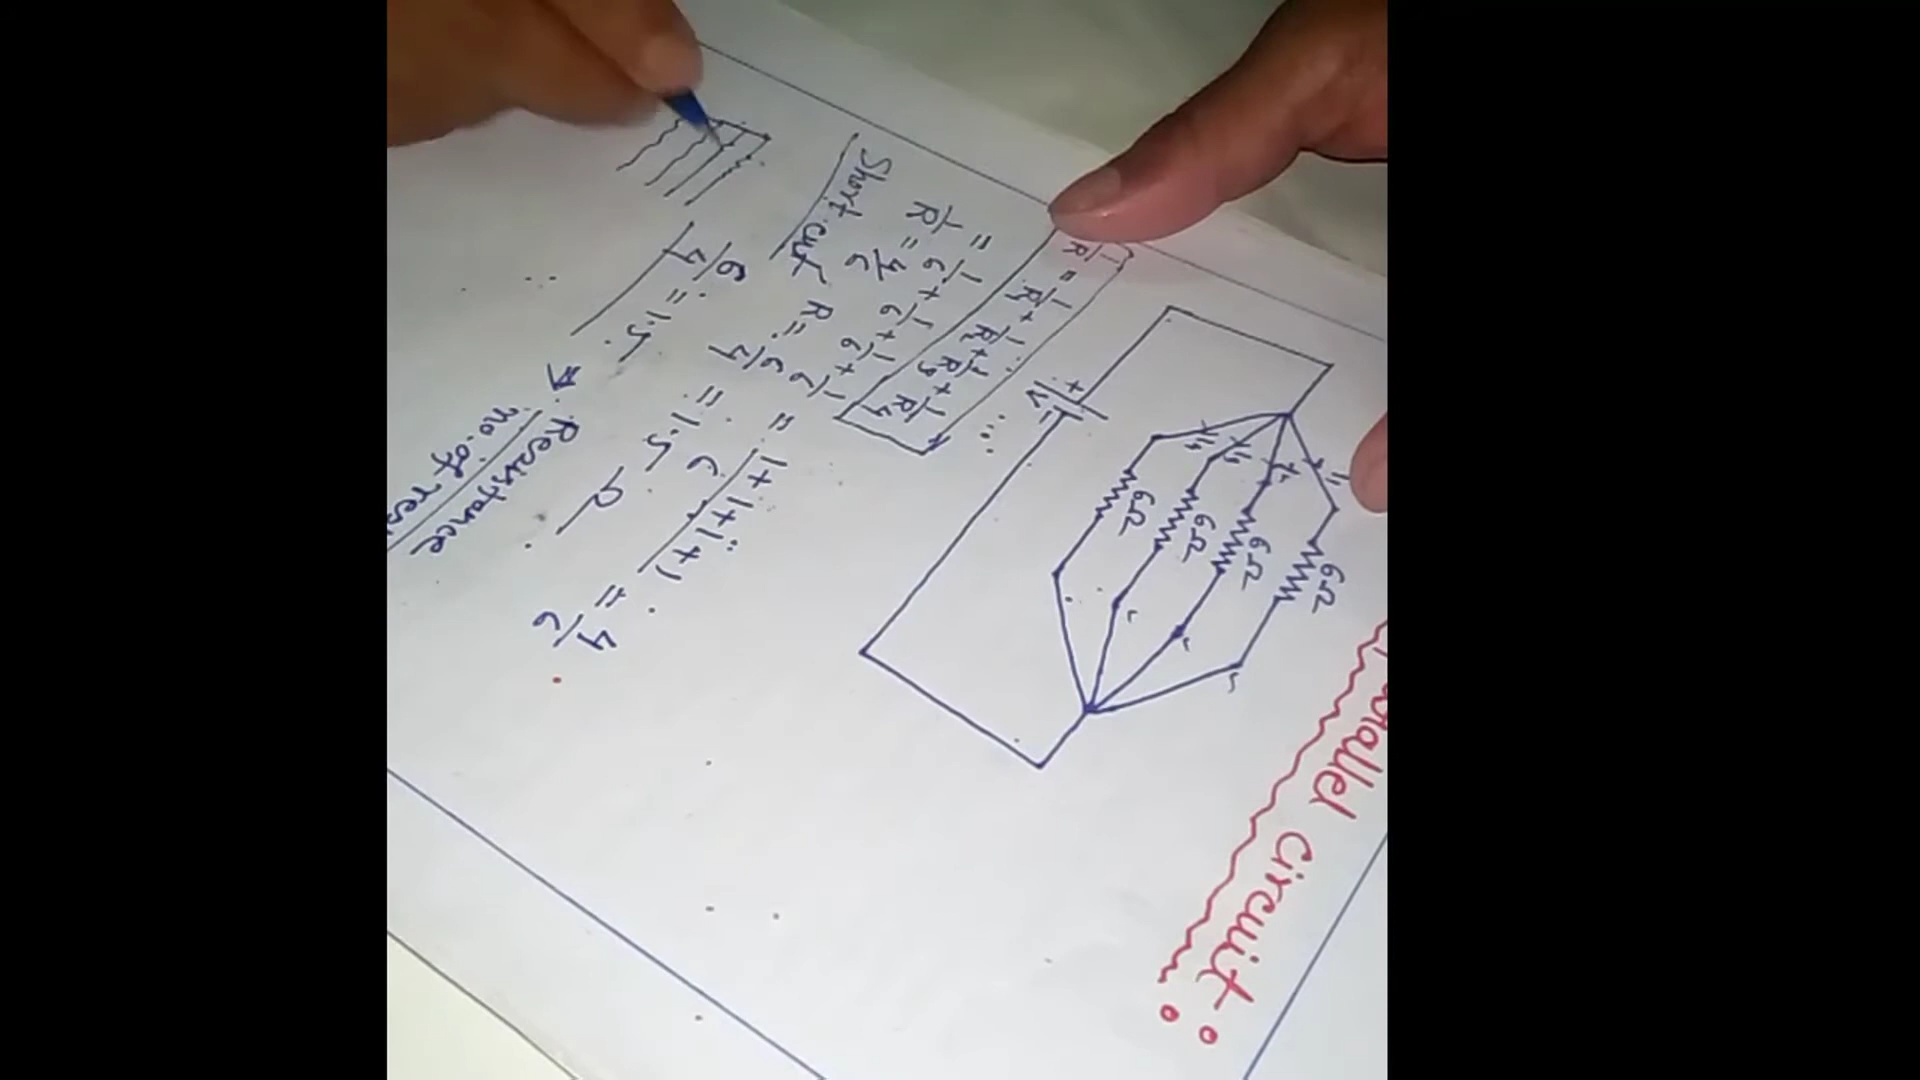 Circuit:
6Ω
6Ω
6Ω
6Ω
+ -
V
1/R = 1/R1 + 1/R2 + 1/R3 + 1/R4
= 1/6 + 1/6 + 1/6 + 1/6 = 1+1+1+1/6 = 4/6
1/R = 4/6
R = 6/4 = 1.5 Ω
Short cut
6/4 = 1.5
→ Resistance
no. of